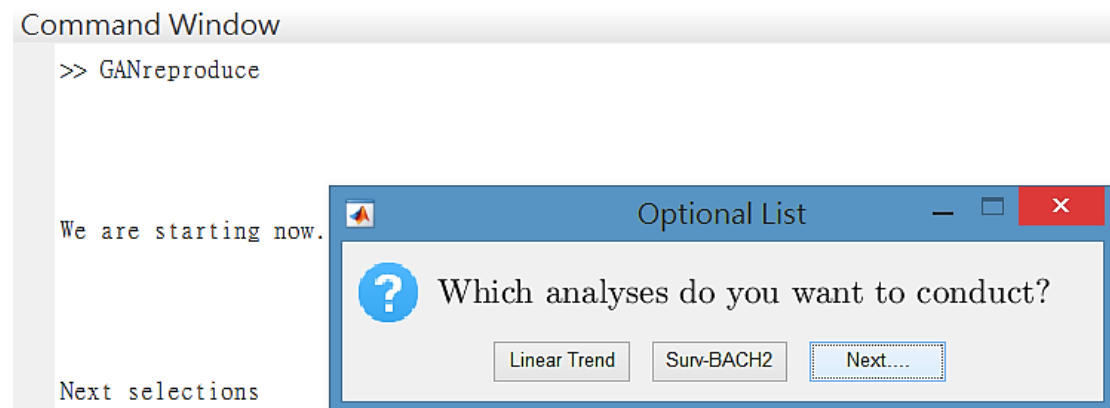 Command Window
>> GANreproduce
We are starting now.
Optional List
Which analyses do you want to conduct?
Linear Trend
Surv-BACH2
Next....
Next selections